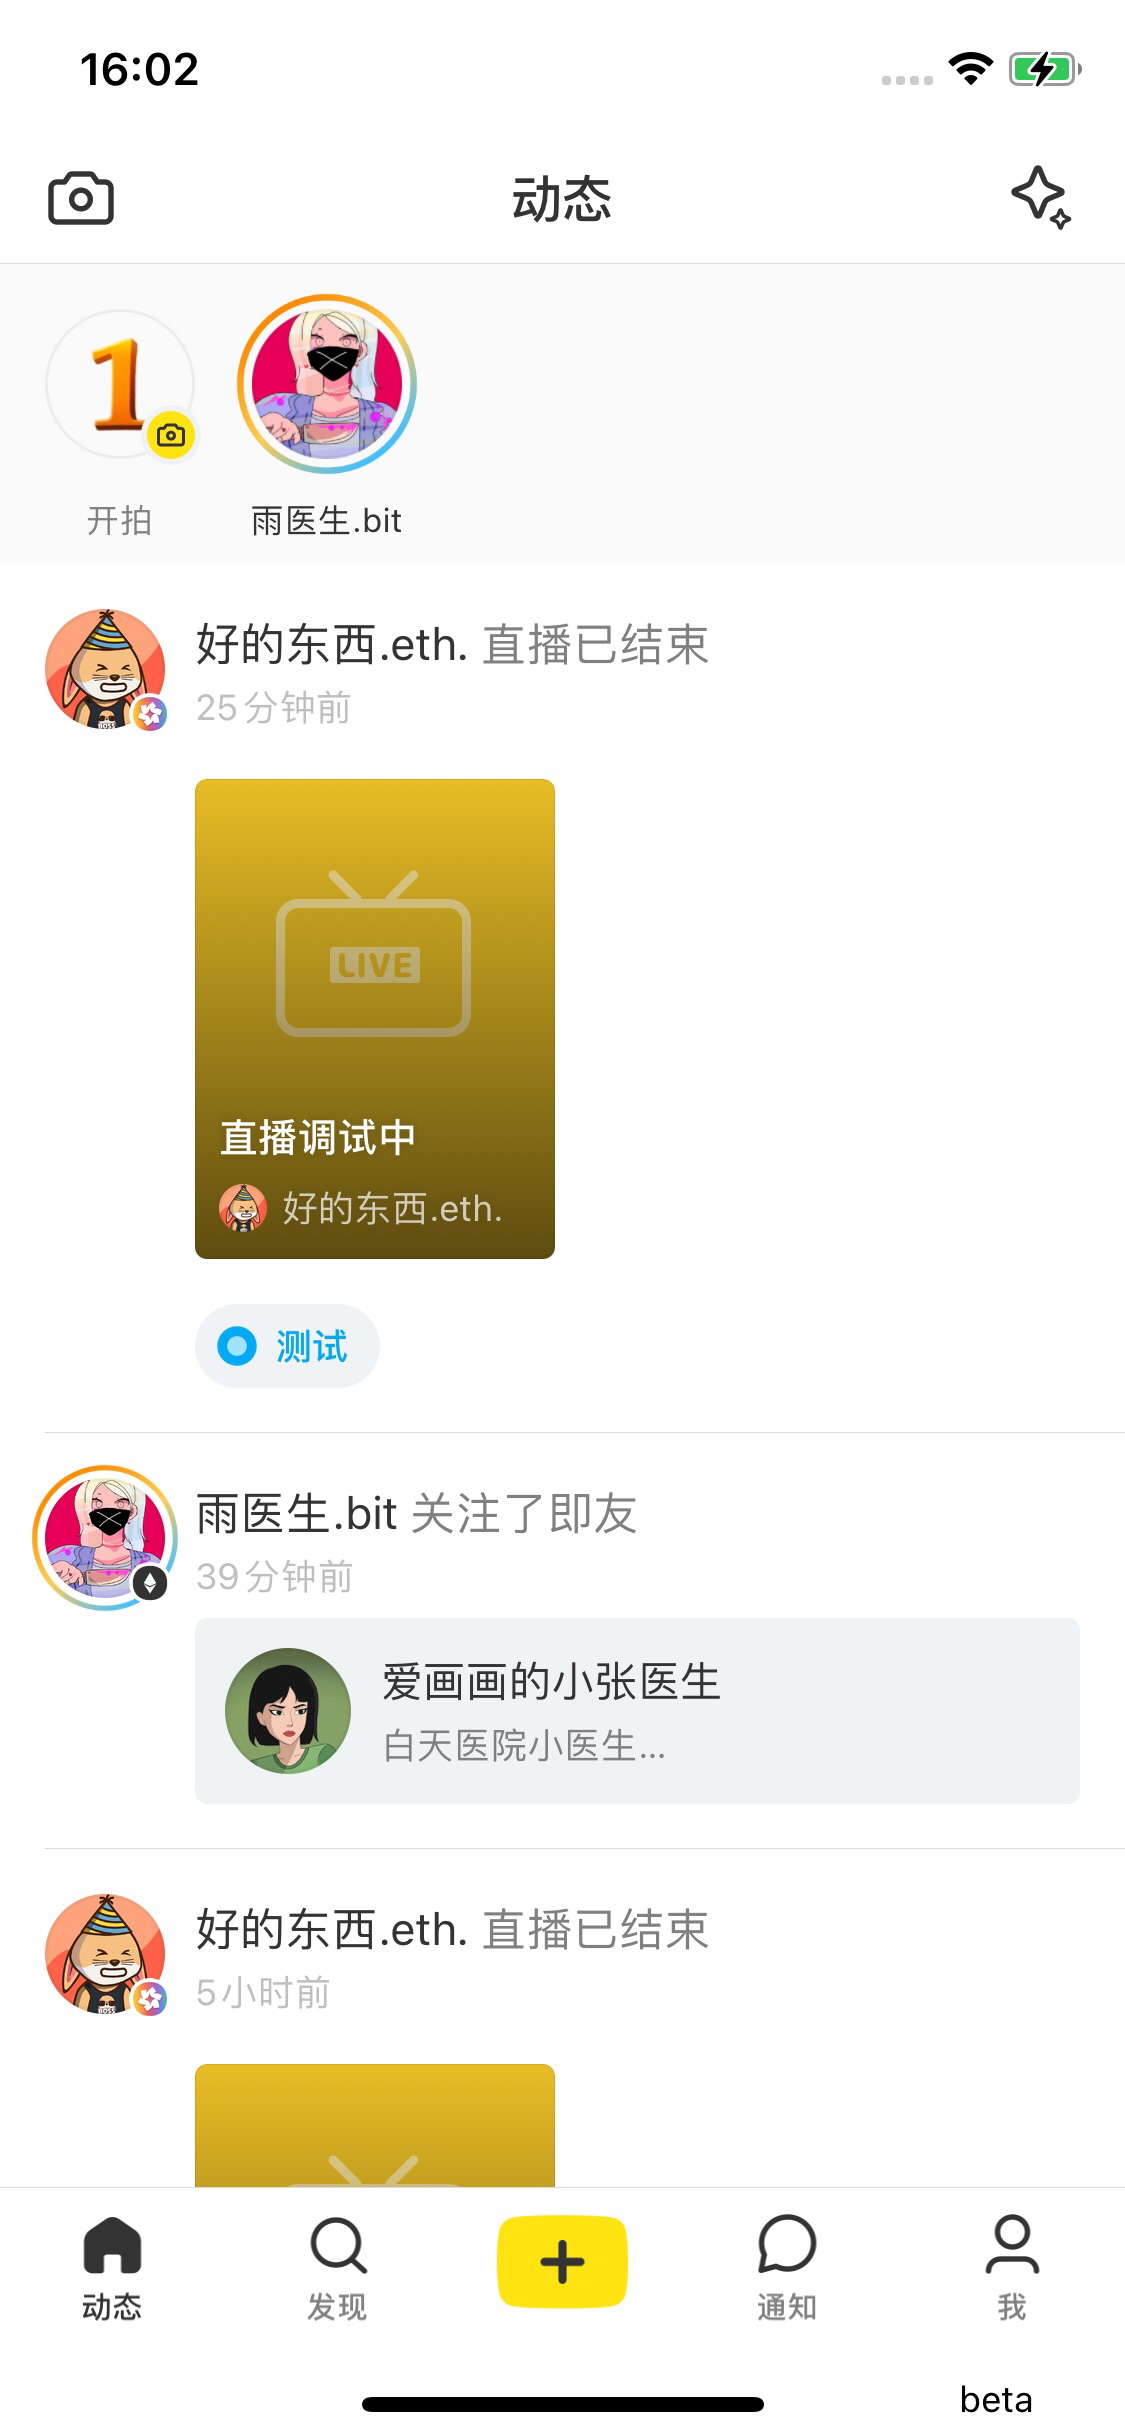 16:02
动态
1
开拍
雨医生.bit
好的东西.eth. 直播已结束
25分钟前
LIVE
直播调试中
好的东西.eth.
测试
雨医生.bit 关注了即友
39分钟前
爱画画的小张医生
白天医院小医生...
好的东西.eth. 直播已结束
5小时前
动态
发现
通知
我
beta